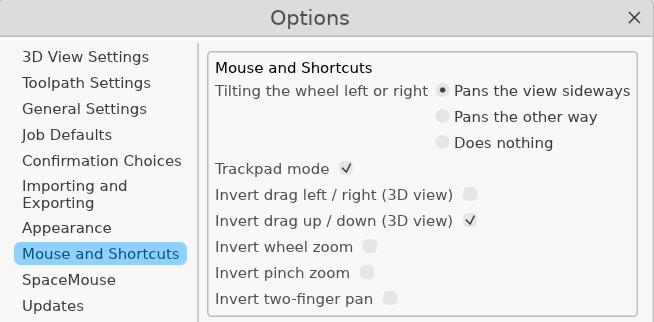 Options
3D View Settings
Toolpath Settings
General Settings
Job Defaults
Confirmation Choices
Importing and
Exporting
Appearance
Mouse and Shortcuts
SpaceMouse
Updates
Mouse and Shortcuts
Tilting the wheel left or right Pans the view sideways
Pans the other way
Does nothing
Trackpad mode
Invert drag left / right (3D view)
Invert drag up / down (3D view)
Invert wheel zoom
Invert pinch zoom
Invert two-finger pan